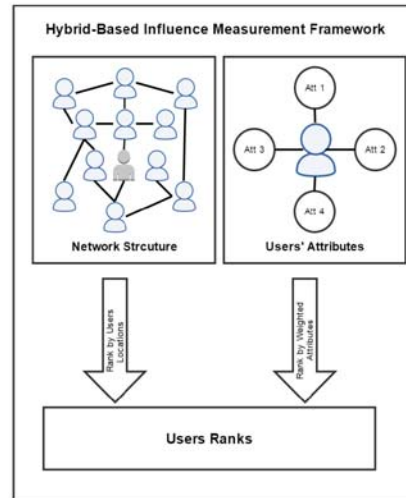 Hybrid-Based Influence Measurement Framework
Att 1
Att 3
Att 2
Att 4
Network Strcuture
Users' Attributes
Rank by Users
Locations
Rank by Weighted
Attributes
Users Ranks